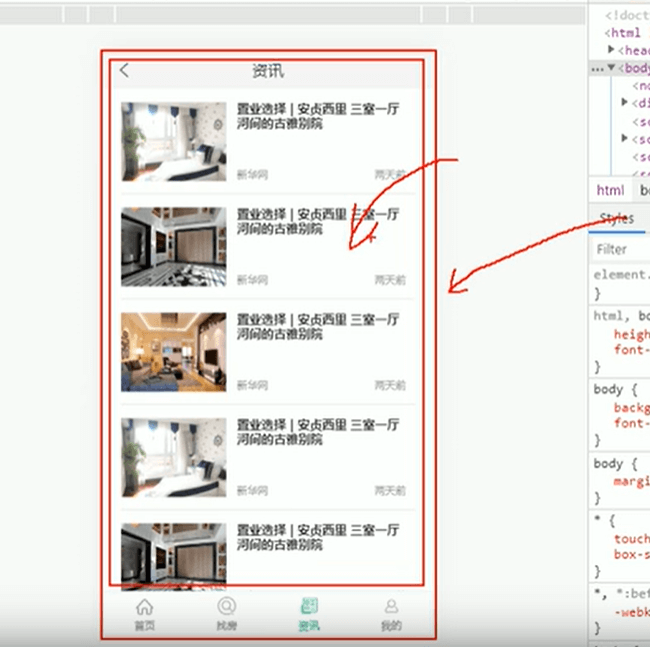 资讯
置业选择 | 安贞西里 三室一厅
河间的古雅别院
新华网
两天前
置业选择 | 安贞西里 三室一厅
河间的古雅别院
新华网
两天前
置业选择 | 安贞西里 三室一厅
河间的古雅别院
新华网
两天前
置业选择 | 安贞西里 三室一厅
河间的古雅别院
新华网
两天前
置业选择 | 安贞西里 三室一厅
河间的古雅别院
首页
找房
资讯
我的
<!doct
<html
▶<head
... ▼<body
<no
▶<di
<sc
▶<sc
<sc
<sc
html
bo
Styles
Filter
element.
}
html, bo
heigh
font-
}
body {
backg
font-
}
body {
margi
}
* {
touch
box-s
}
*, *:bef
-webk
}